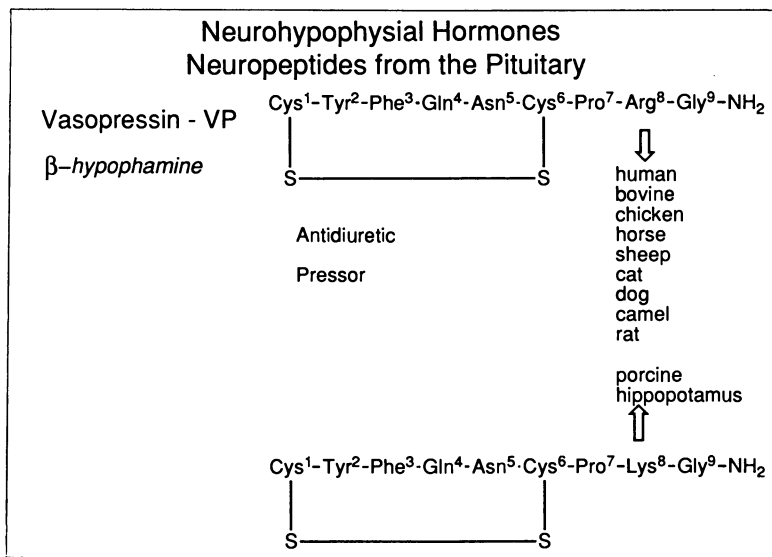 Neurohypophysial Hormones
Neuropeptides from the Pituitary
Vasopressin - VP
β–hypophamine
Cys¹–Tyr²–Phe³·Gln⁴-Asn⁵·Cys⁶-Pro⁷-Arg⁸-Gly⁹–NH₂
S S
Antidiuretic
Pressor
human
bovine
chicken
horse
sheep
cat
dog
camel
rat
porcine
hippopotamus
Cys¹–Tyr²–Phe³·Gln⁴-Asn⁵·Cys⁶-Pro⁷-Lys⁸-Gly⁹–NH₂
S S